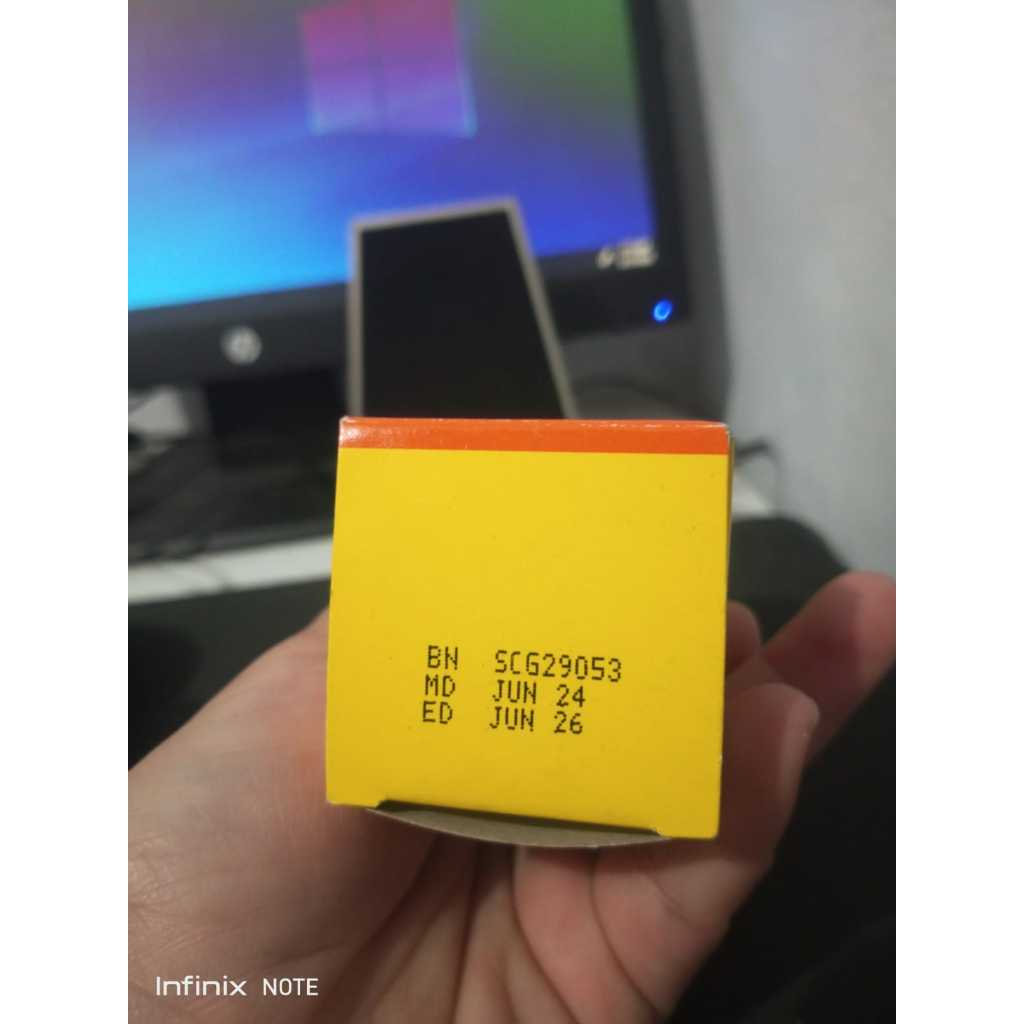 BN SCG29053
MD JUN 24
ED JUN 26
Infinix NOTE